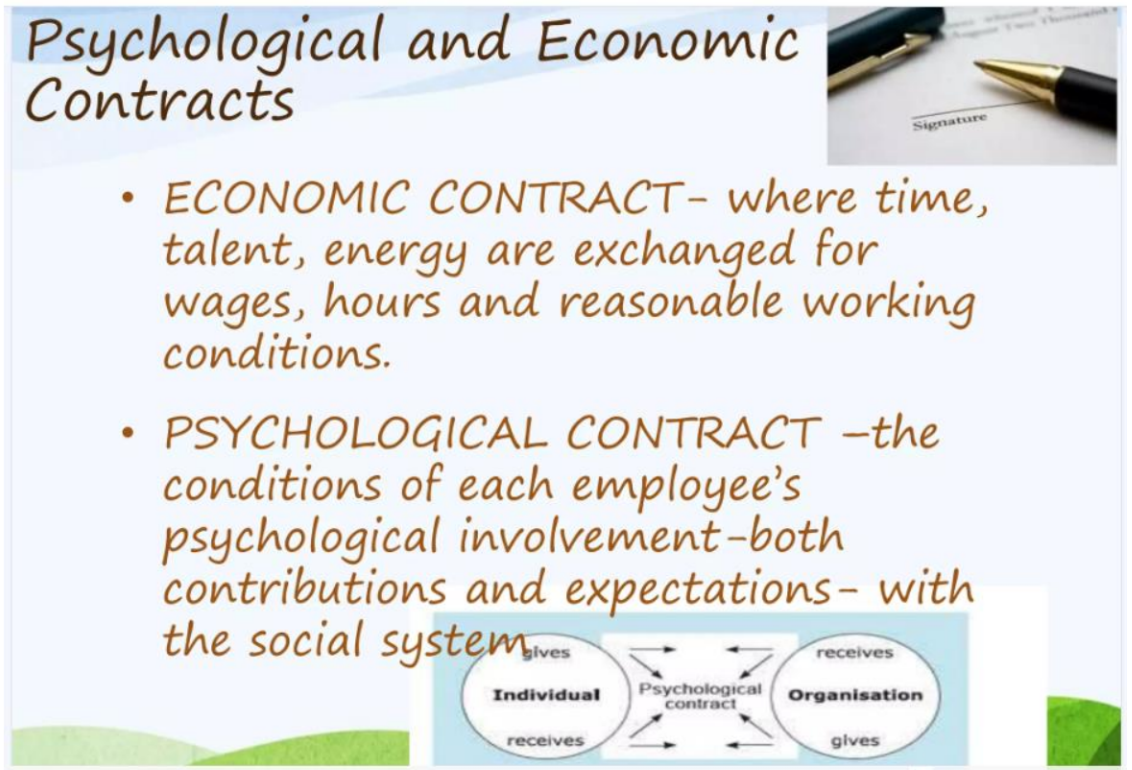 Psychological and Economic
Contracts
Signature
• ECONOMIC CONTRACT- where time,
talent, energy are exchanged for
wages, hours and reasonable working
conditions.
• PSYCHOLOGICAL CONTRACT –the
conditions of each employee's
psychological involvement-both
contributions and expectations- with
the social system
gives
receives
Individual
Psychological
contract
Organisation
receives
gives